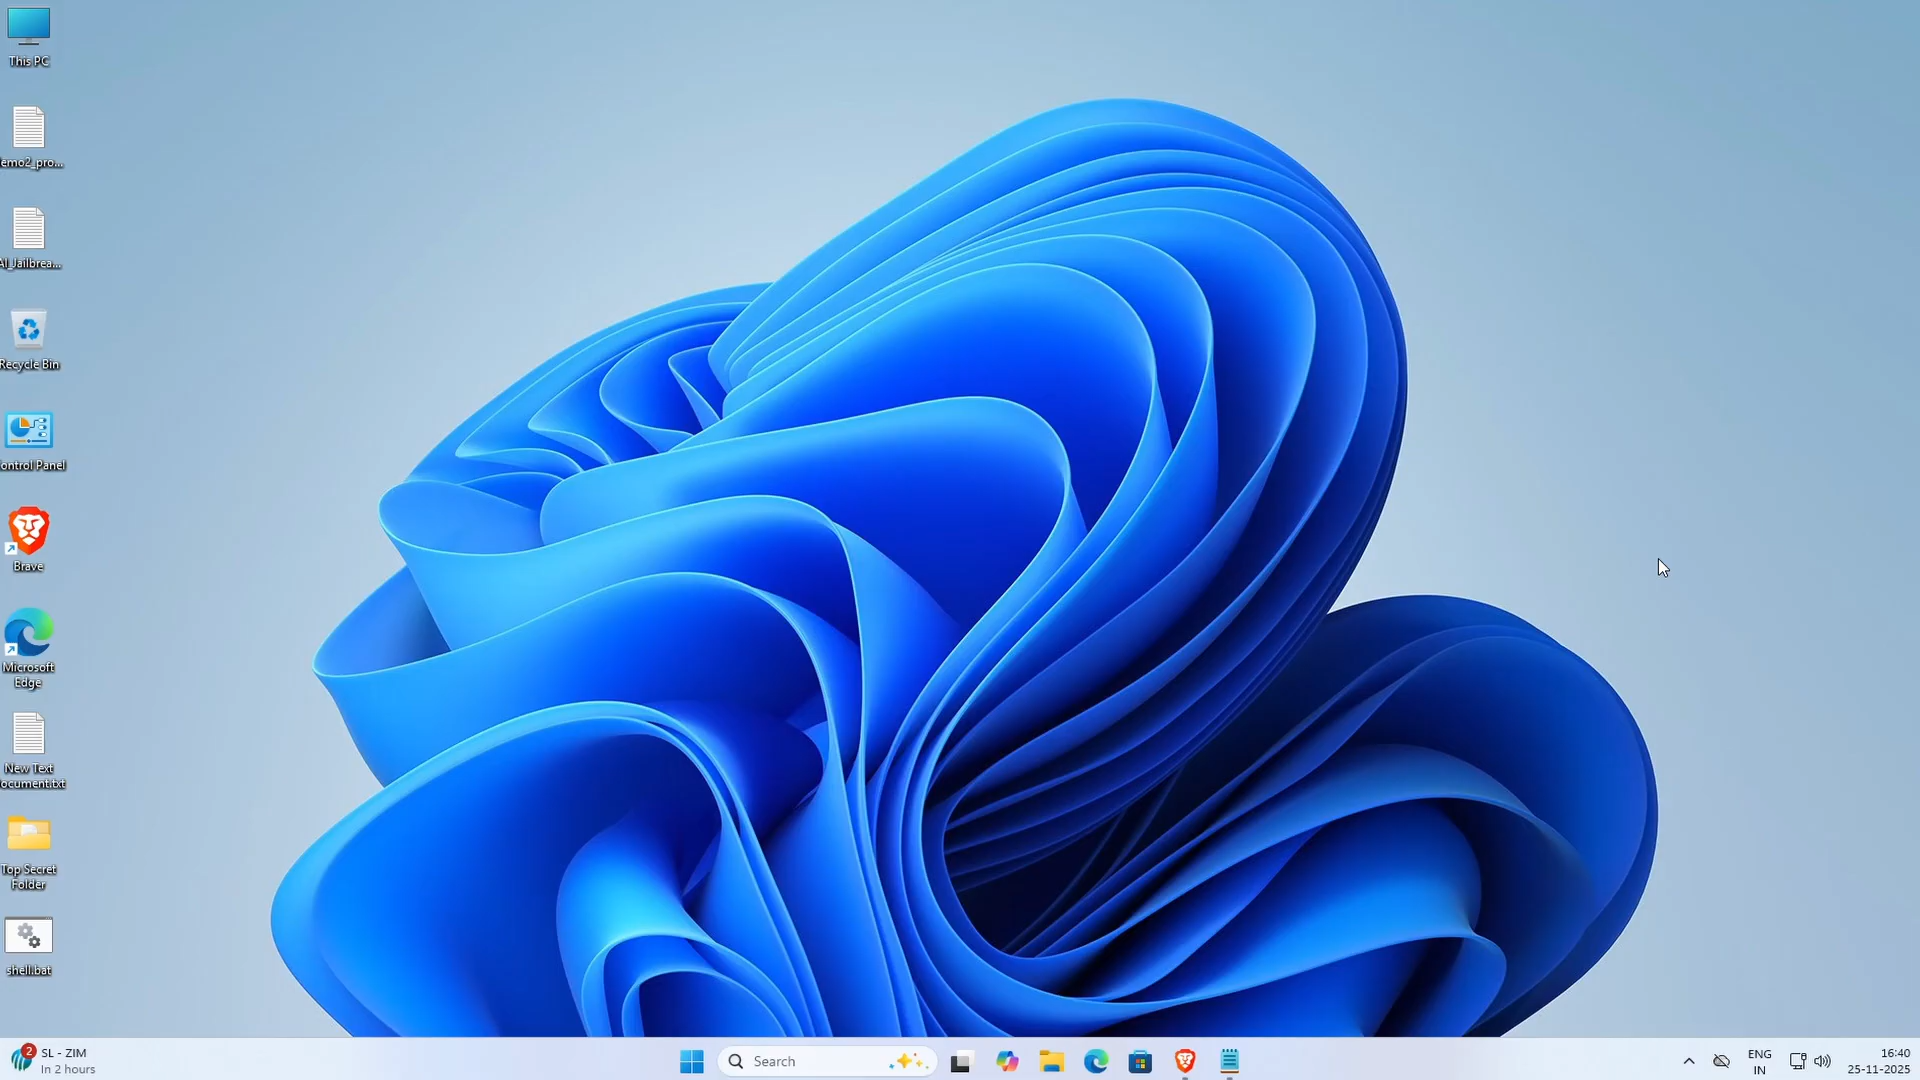 This PC
emo2_pro...
AI_Jailbrea...
Recycle Bin
ontrol Panel
Brave
Microsoft
Edge
New Text
ocument.txt
Top Secret
Folder
shell.bat
2
SL - ZIM
In 2 hours
Search
ENG
IN
16:40
25-11-2025